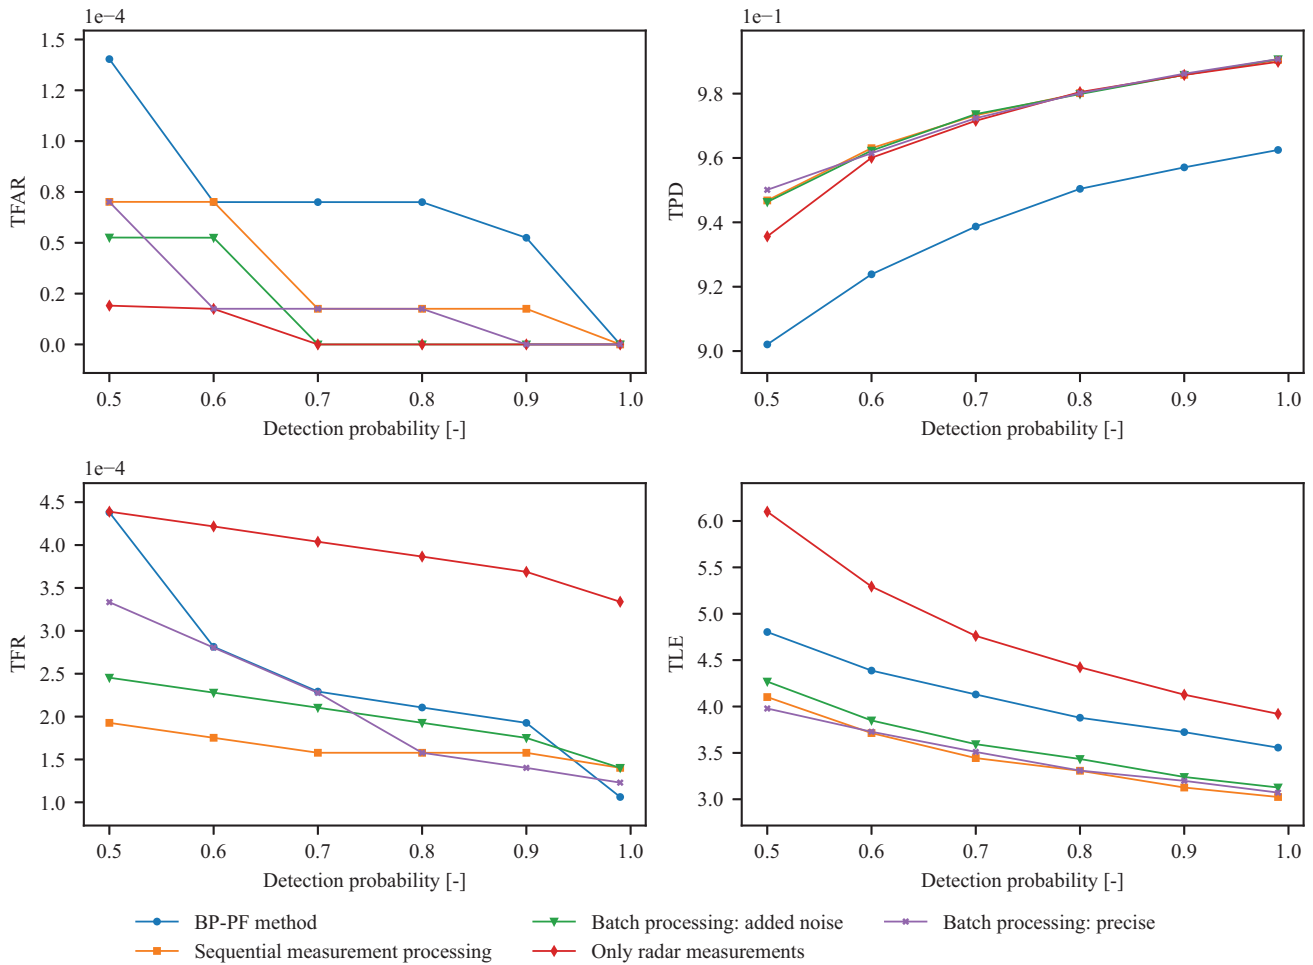 1e−4
1.5
1.2
1.0
0.8
0.5
0.2
0.0
TFAR
0.5 0.6 0.7 0.8 0.9 1.0
Detection probability [-]
1e−1
9.8
9.6
9.4
9.2
9.0
TPD
0.5 0.6 0.7 0.8 0.9 1.0
Detection probability [-]
1e−4
4.5
4.0
3.5
3.0
2.5
2.0
1.5
1.0
TFR
0.5 0.6 0.7 0.8 0.9 1.0
Detection probability [-]
6.0
5.5
5.0
4.5
4.0
3.5
3.0
TLE
0.5 0.6 0.7 0.8 0.9 1.0
Detection probability [-]
BP-PF method
Sequential measurement processing
Batch processing: added noise
Only radar measurements
Batch processing: precise